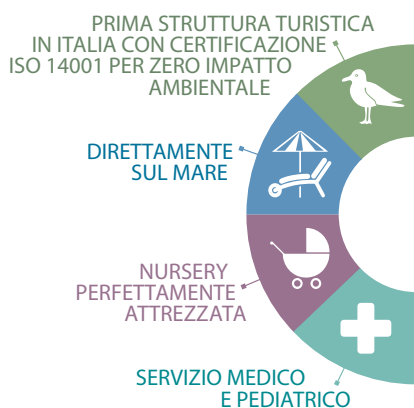 PRIMA STRUTTURA TURISTICA
IN ITALIA CON CERTIFICAZIONE
ISO 14001 PER ZERO IMPATTO
AMBIENTALE
DIRETTAMENTE
SUL MARE
NURSERY
PERFETTAMENTE
ATTREZZATA
SERVIZIO MEDICO
E PEDIATRICO